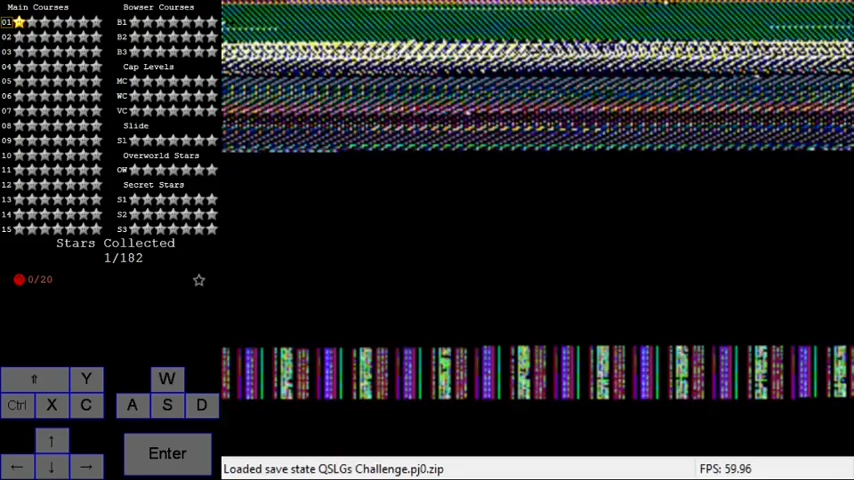 Main Courses
Bowser Courses
01
B1
02
B2
03
B3
04
Cap Levels
05
MC
06
WC
07
VC
08
Slide
09
S1
10
Overworld Stars
11
OW
12
Secret Stars
13
S1
14
S2
15
S3
Stars Collected
1/182
0/20
⇑ Y W
Ctrl X C A S D
↑
← ↓ → Enter
Loaded save state QSLGs Challenge.pj0.zip
FPS: 59.96